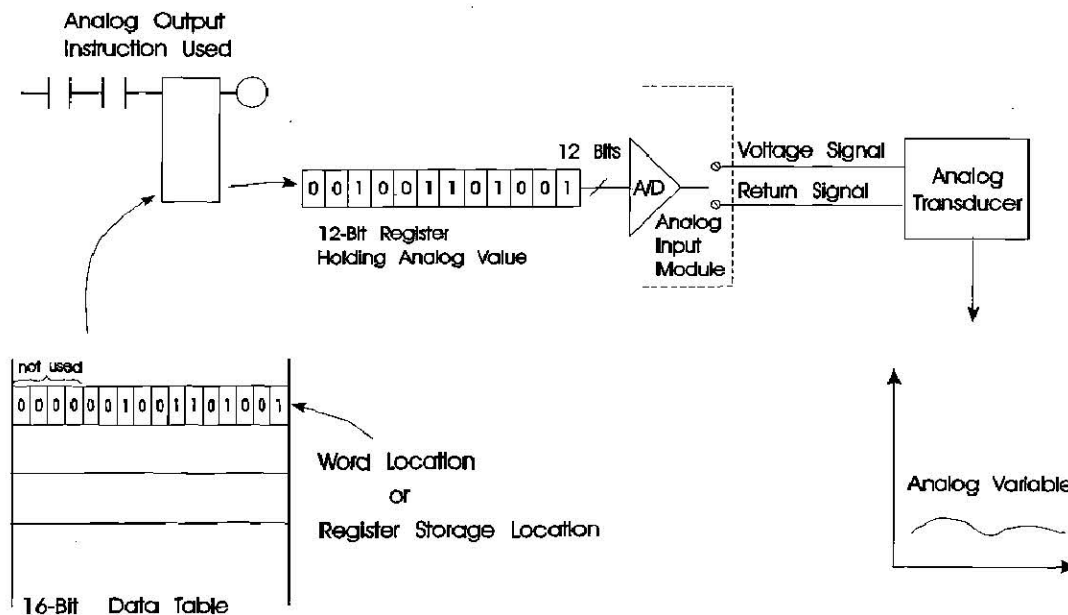 Analog Output
Instruction Used
12 Bits
0 0 1 0 0 1 1 0 1 0 0 1
A/D
Voltage Signal
Return Signal
Analog
Transducer
12-Bit Register
Holding Analog Value
Analog
Input
Module
not used
0 0 0 0 0 0 1 0 0 1 1 0 1 0 0 1
Word Location
or
Register Storage Location
Analog Variable
16-Bit Data Table